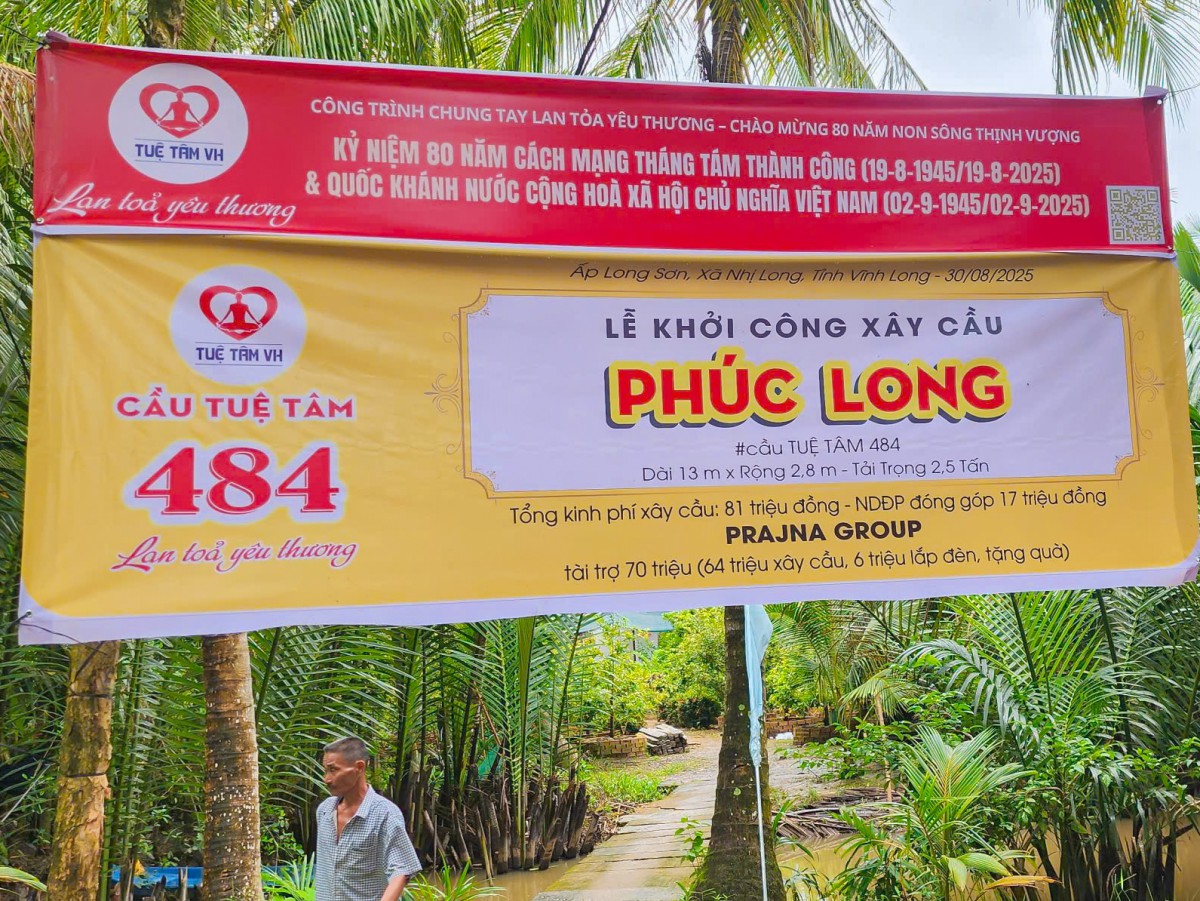 TUỆ TÂM VH
Lan toả yêu thương
CÔNG TRÌNH CHUNG TAY LAN TỎA YÊU THƯƠNG – CHÀO MỪNG 80 NĂM NON SÔNG THỊNH VƯỢNG
KỶ NIỆM 80 NĂM CÁCH MẠNG THÁNG TÁM THÀNH CÔNG (19-8-1945/19-8-2025)
& QUỐC KHÁNH NƯỚC CỘNG HOÀ XÃ HỘI CHỦ NGHĨA VIỆT NAM (02-9-1945/02-9-2025)
TUỆ TÂM VH
CẦU TUỆ TÂM
484
Lan toả yêu thương
Ấp Long Sơn, Xã Nhị Long, Tỉnh Vĩnh Long - 30/08/2025
LỄ KHỞI CÔNG XÂY CẦU
PHÚC LONG
#cầu TUỆ TÂM 484
Dài 13 m x Rộng 2,8 m - Tải Trọng 2,5 Tấn
Tổng kinh phí xây cầu: 81 triệu đồng - NDĐP đóng góp 17 triệu đồng
PRAJNA GROUP
tài trợ 70 triệu (64 triệu xây cầu, 6 triệu lắp đèn, tặng quà)